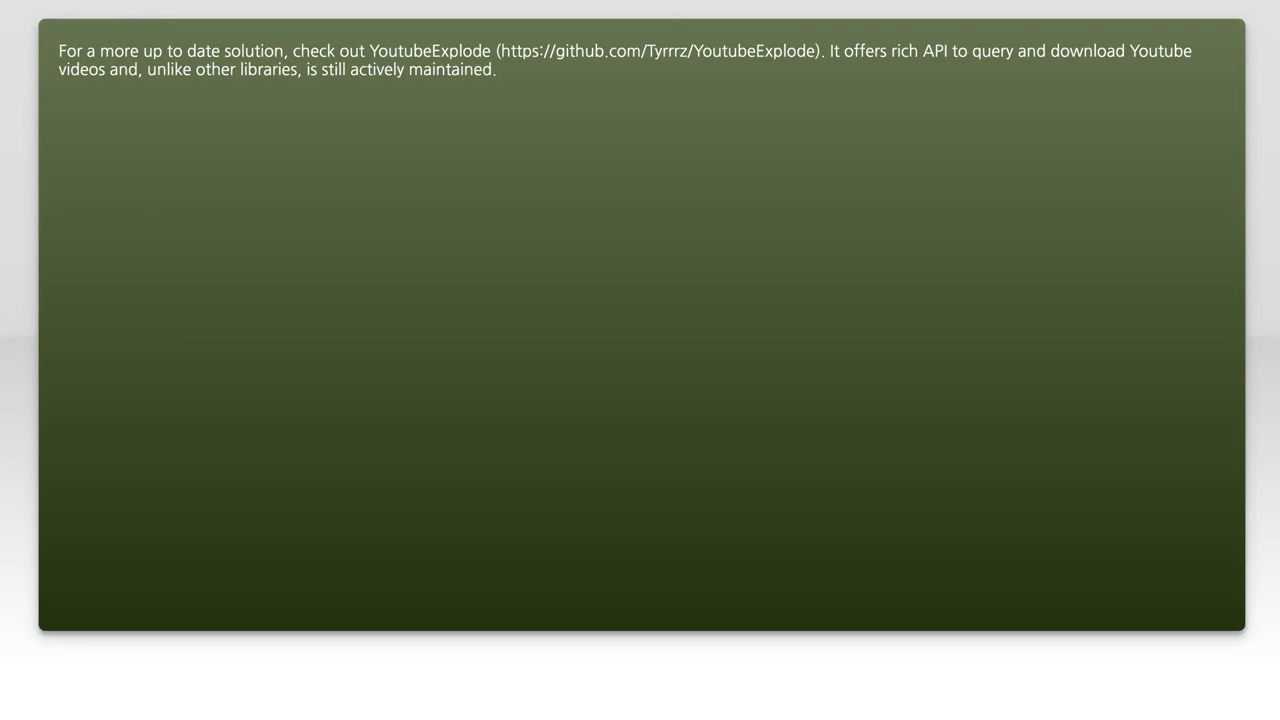 For a more up to date solution, check out YoutubeExplode (https://github.com/Tyrrrz/YoutubeExplode). It offers rich API to query and download Youtube
videos and, unlike other libraries, is still actively maintained.